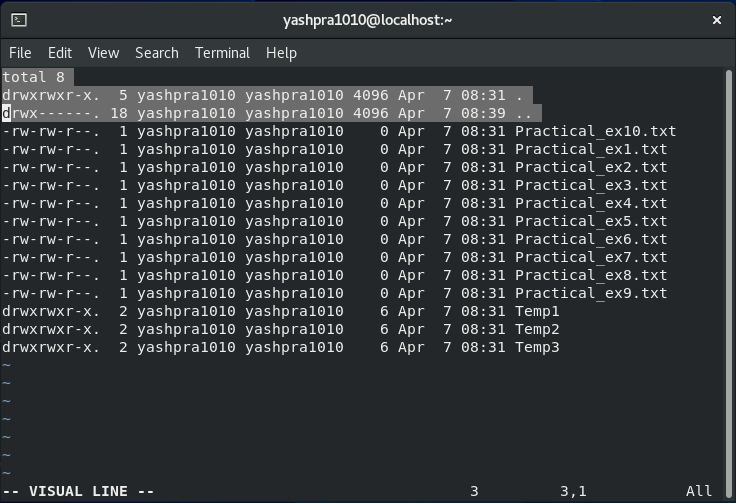 yashpra1010@localhost:~
File Edit View Search Terminal Help
total 8
drwxrwxr-x.  5 yashpra1010 yashpra1010 4096 Apr  7 08:31 .
drwx------. 18 yashpra1010 yashpra1010 4096 Apr  7 08:39 ..
-rw-rw-r--.  1 yashpra1010 yashpra1010    0 Apr  7 08:31 Practical_ex10.txt
-rw-rw-r--.  1 yashpra1010 yashpra1010    0 Apr  7 08:31 Practical_ex1.txt
-rw-rw-r--.  1 yashpra1010 yashpra1010    0 Apr  7 08:31 Practical_ex2.txt
-rw-rw-r--.  1 yashpra1010 yashpra1010    0 Apr  7 08:31 Practical_ex3.txt
-rw-rw-r--.  1 yashpra1010 yashpra1010    0 Apr  7 08:31 Practical_ex4.txt
-rw-rw-r--.  1 yashpra1010 yashpra1010    0 Apr  7 08:31 Practical_ex5.txt
-rw-rw-r--.  1 yashpra1010 yashpra1010    0 Apr  7 08:31 Practical_ex6.txt
-rw-rw-r--.  1 yashpra1010 yashpra1010    0 Apr  7 08:31 Practical_ex7.txt
-rw-rw-r--.  1 yashpra1010 yashpra1010    0 Apr  7 08:31 Practical_ex8.txt
-rw-rw-r--.  1 yashpra1010 yashpra1010    0 Apr  7 08:31 Practical_ex9.txt
drwxrwxr-x.  2 yashpra1010 yashpra1010    6 Apr  7 08:31 Temp1
drwxrwxr-x.  2 yashpra1010 yashpra1010    6 Apr  7 08:31 Temp2
drwxrwxr-x.  2 yashpra1010 yashpra1010    6 Apr  7 08:31 Temp3
~
~
~
~
~
~
~
-- VISUAL LINE -- 3 3,1 All